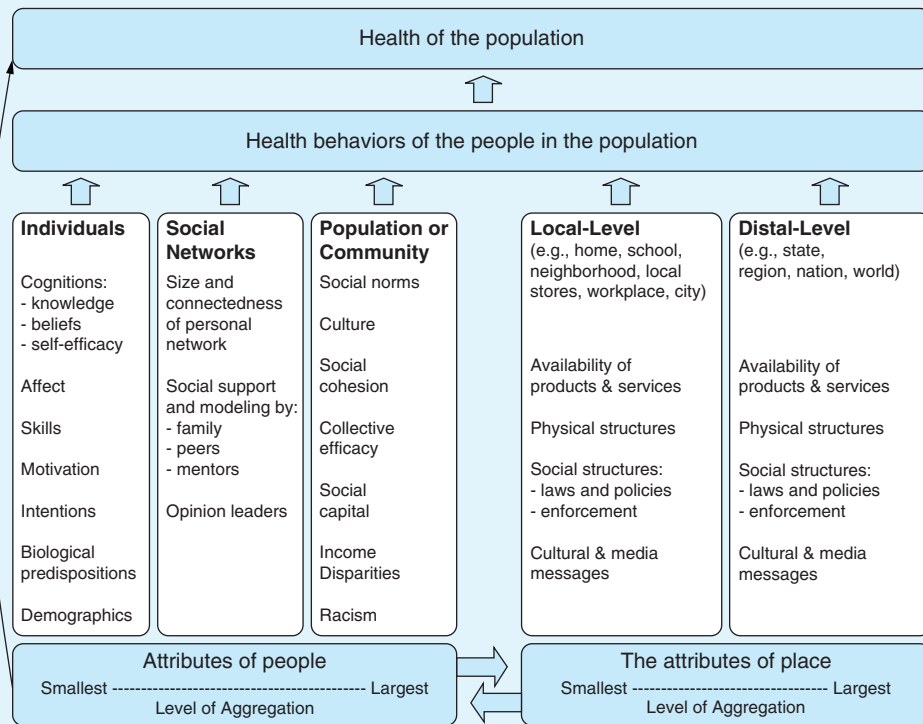 Health of the population
Health behaviors of the people in the population
Individuals
Cognitions:
- knowledge
- beliefs
- self-efficacy
Affect
Skills
Motivation
Intentions
Biological
predispositions
Demographics
Social
Networks
Size and
connectedness
of personal
network
Social support
and modeling by:
- family
- peers
- mentors
Opinion leaders
Population or
Community
Social norms
Culture
Social
cohesion
Collective
efficacy
Social
capital
Income
Disparities
Racism
Local-Level
(e.g., home, school,
neighborhood, local
stores, workplace, city)
Availability of
products & services
Physical structures
Social structures:
- laws and policies
- enforcement
Cultural & media
messages
Distal-Level
(e.g., state,
region, nation, world)
Availability of
products & services
Physical structures
Social structures:
- laws and policies
- enforcement
Cultural & media
messages
Attributes of people
Smallest ------------------------------------------- Largest
Level of Aggregation
The attributes of place
Smallest --------------------------------- Largest
Level of Aggregation